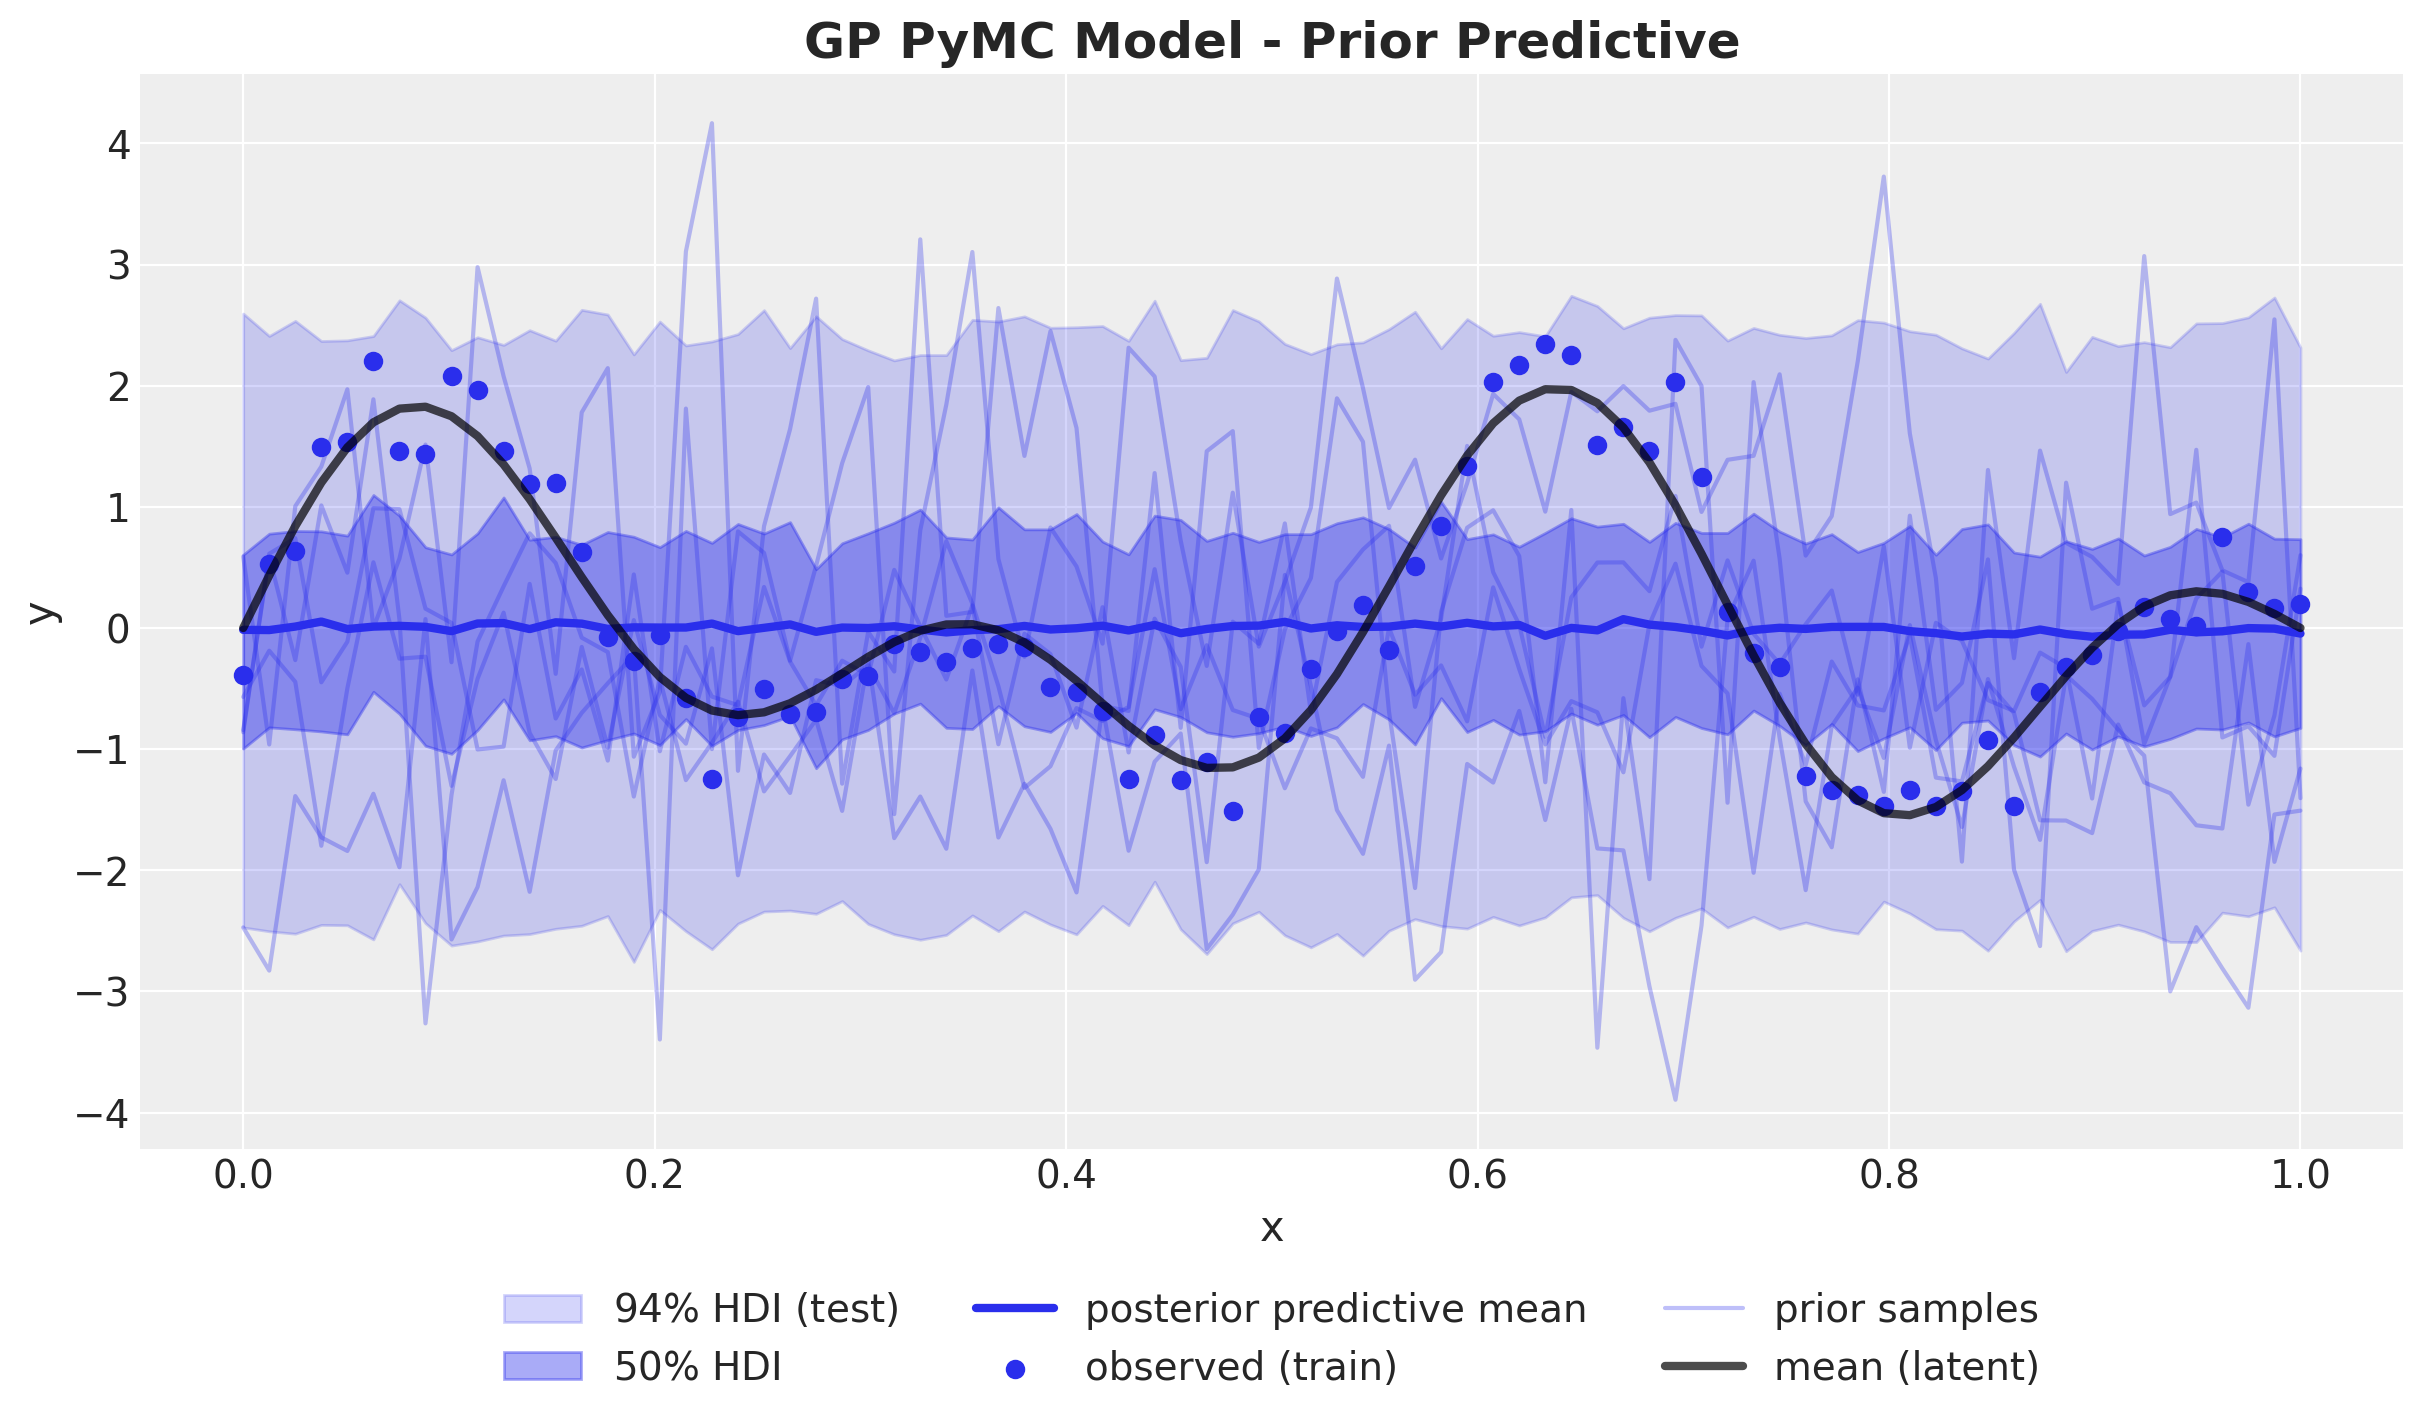 GP PyMC Model - Prior Predictive
y
4
3
2
1
0
−1
−2
−3
−4
0.0 0.2 0.4 0.6 0.8 1.0
x
94% HDI (test) posterior predictive mean prior samples
50% HDI observed (train) mean (latent)